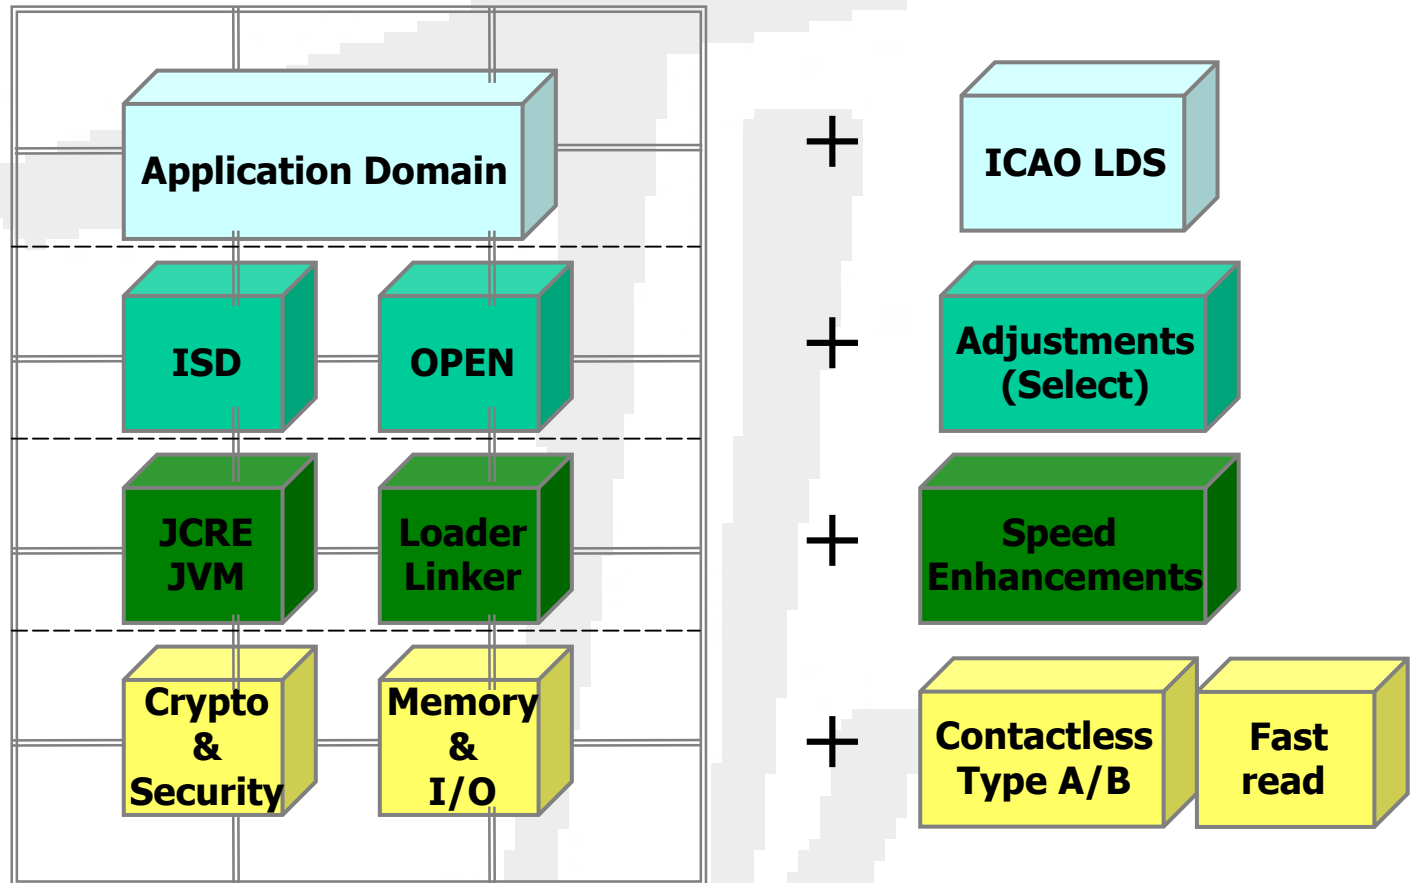 Application Domain
+
ICAO LDS
ISD
OPEN
+
Adjustments
(Select)
JCRE
JVM
Loader
Linker
+
Speed
Enhancements
Crypto
&
Security
Memory
&
I/O
+
Contactless
Type A/B
Fast
read